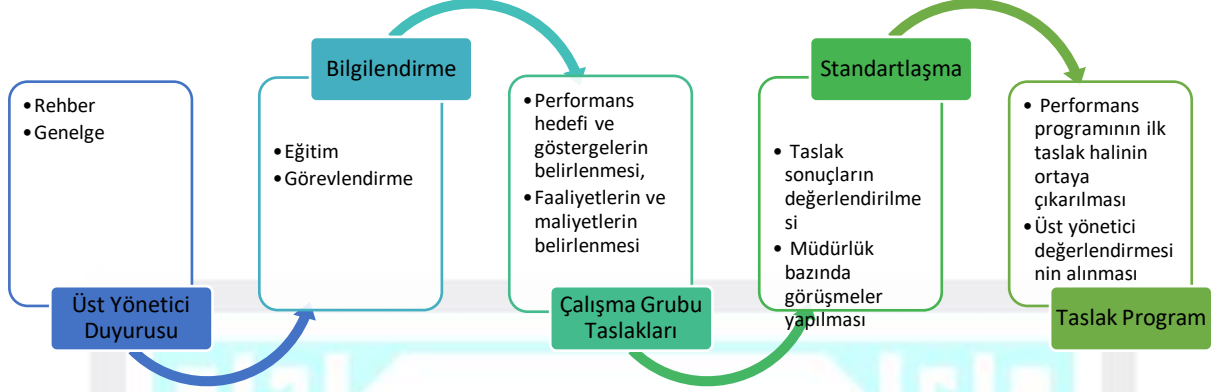 • Rehber
• Genelge
Üst Yönetici
Duyurusu
Bilgilendirme
• Eğitim
• Görevlendirme
• Performans
hedefi ve
göstergelerin
belirlenmesi,
• Faaliyetlerin ve
maliyetlerin
belirlenmesi
Çalışma Grubu
Taslakları
Standartlaşma
• Taslak
sonuçların
değerlendirilme
si
• Müdürlük
bazında
görüşmeler
yapılması
• Performans
programının ilk
taslak halinin
ortaya
çıkarılması
• Üst yönetici
değerlendirmesi
nin alınması
Taslak Program